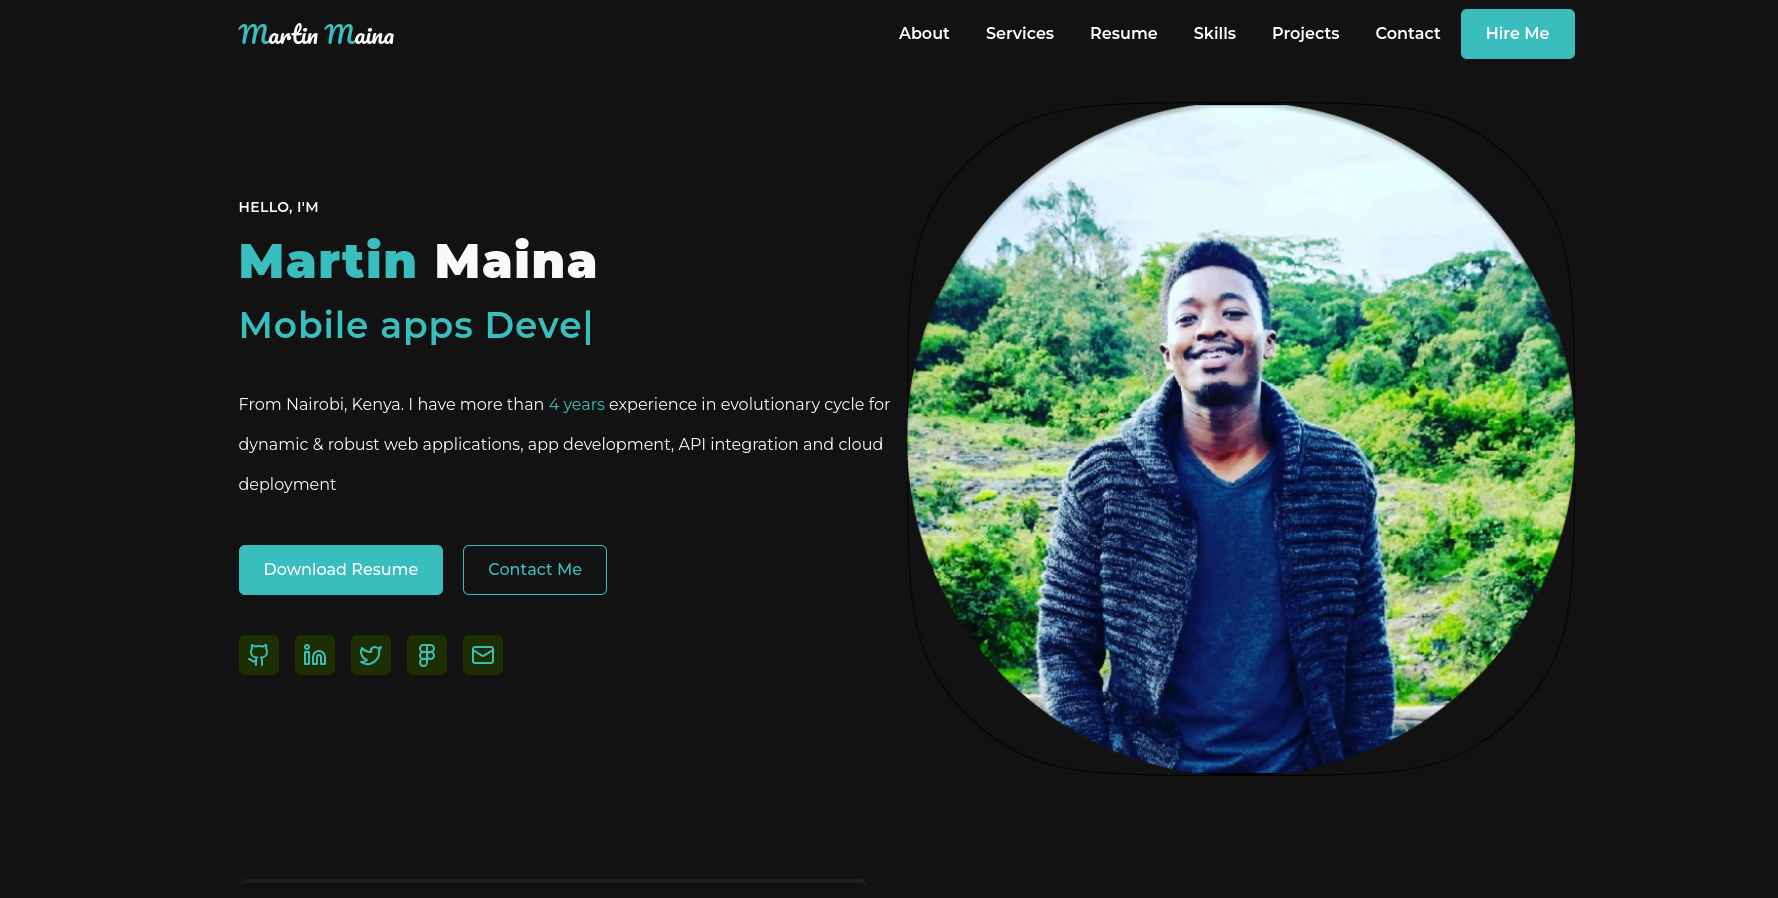 Martin Maina
About Services Resume Skills Projects Contact Hire Me
HELLO, I'M
Martin Maina
Mobile apps Deve|
From Nairobi, Kenya. I have more than 4 years experience in evolutionary cycle for
dynamic & robust web applications, app development, API integration and cloud
deployment
Download Resume Contact Me